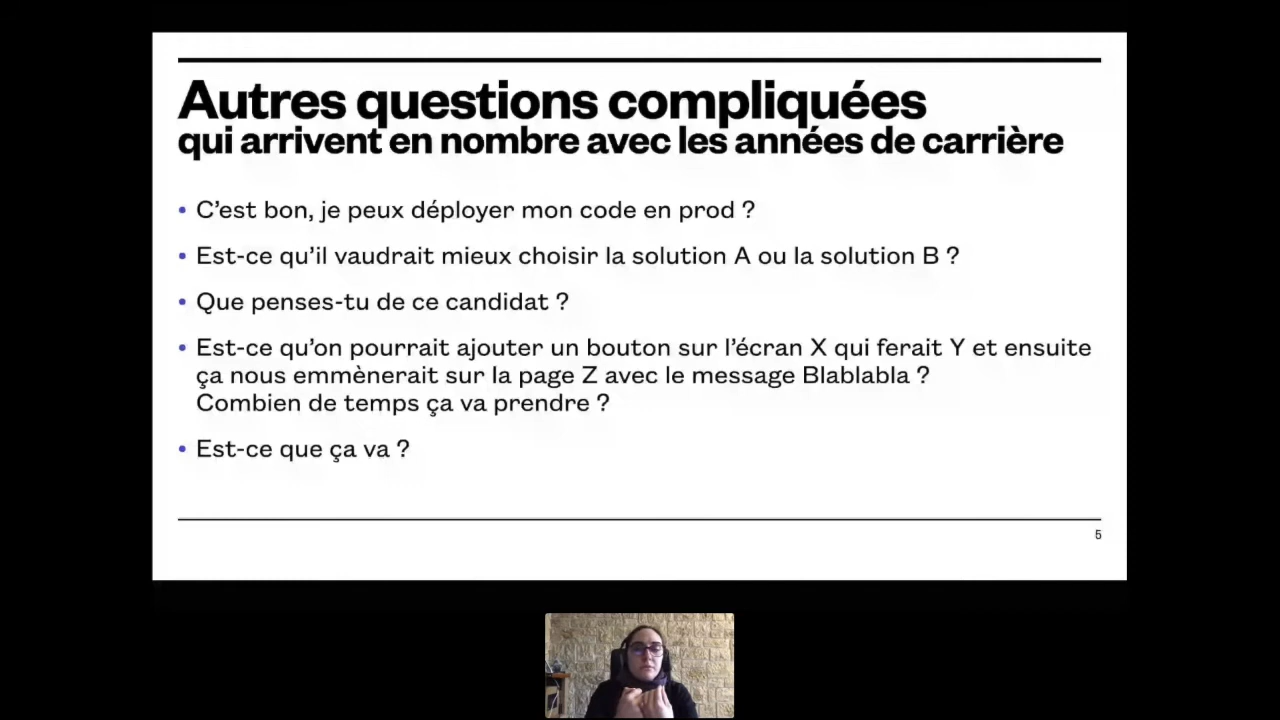 Autres questions compliquées
qui arrivent en nombre avec les années de carrière
• C’est bon, je peux déployer mon code en prod ?
• Est-ce qu’il vaudrait mieux choisir la solution A ou la solution B ?
• Que penses-tu de ce candidat ?
• Est-ce qu’on pourrait ajouter un bouton sur l’écran X qui ferait Y et ensuite
ça nous emmènerait sur la page Z avec le message Blablabla ?
Combien de temps ça va prendre ?
• Est-ce que ça va ?
5